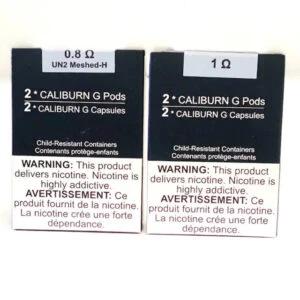 0.8 Ω
UN2 Meshed-H
2* CALIBURN G Pods
2* CALIBURN G Capsules
Child-Resistant Containers
Contenants protège-enfants
WARNING: This product
delivers nicotine. Nicotine
is highly addictive.
AVERTISSEMENT: Ce
produit fournit de la nicotine.
La nicotine crée une forte
dépendance.
1 Ω
2* CALIBURN G Pods
2* CALIBURN G Capsules
Child-Resistant Containers
Contenants protège-enfants
WARNING: This product
delivers nicotine. Nicotine
is highly addictive.
AVERTISSEMENT: Ce
produit fournit de la nicotine.
La nicotine crée une forte
dépendance.